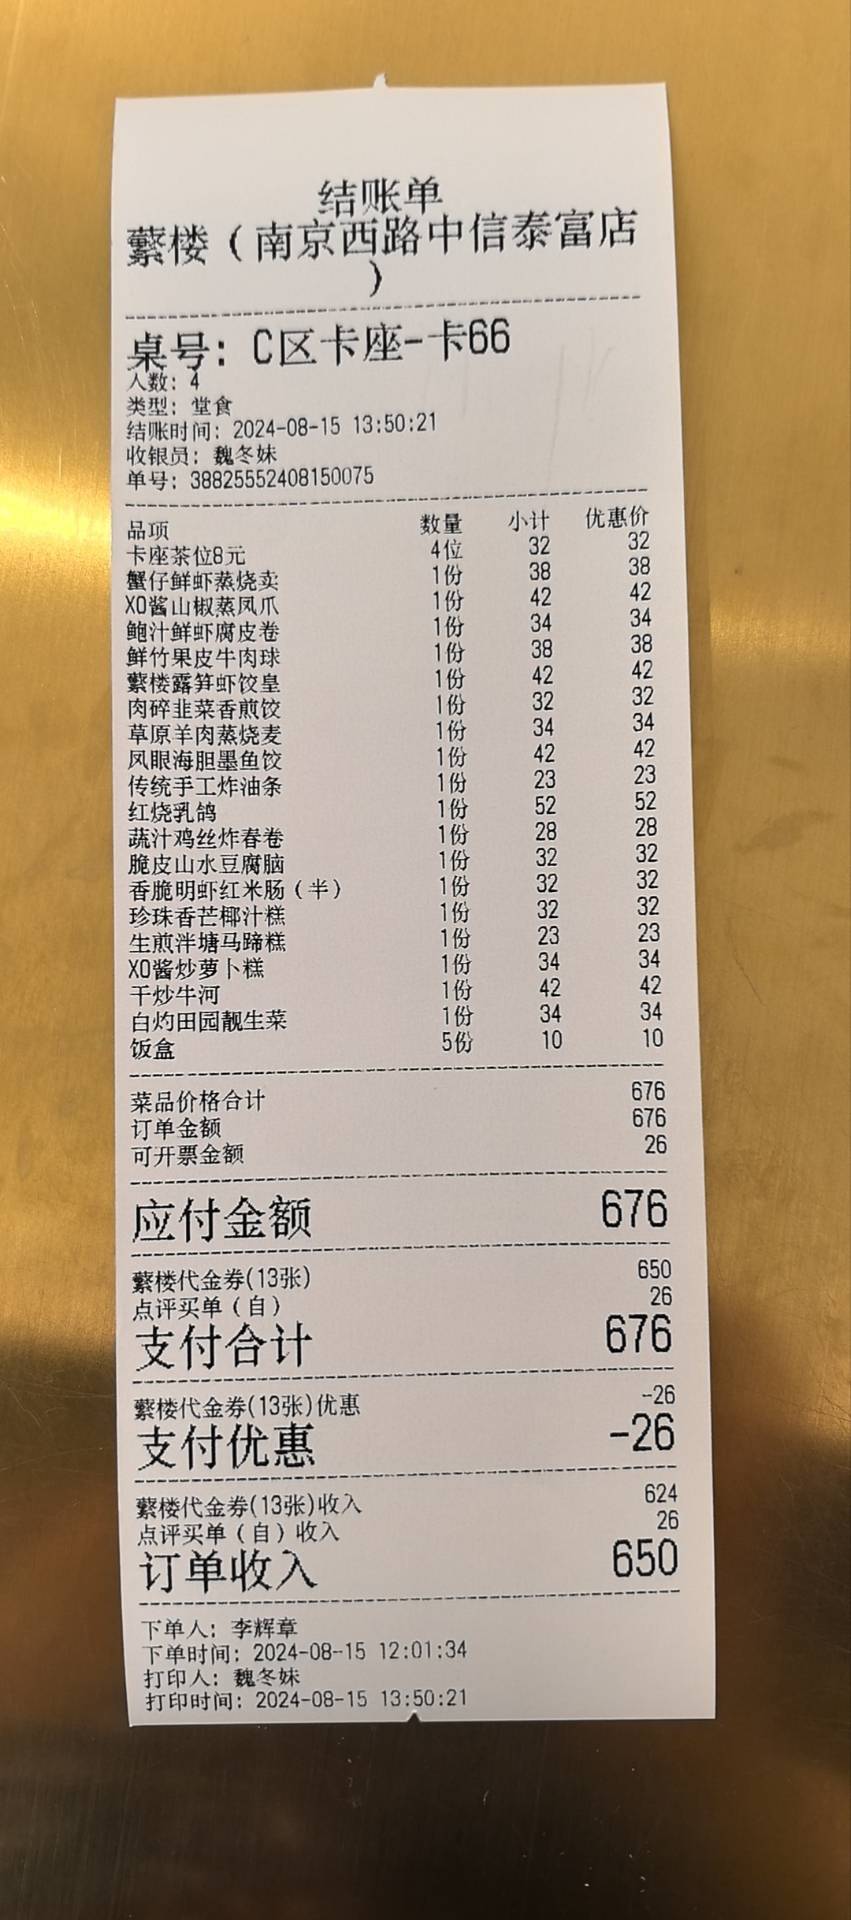 结账单
蘩楼（南京西路中信泰富店
）
桌号: C区卡座-卡66
人数: 4
类型: 堂食
结账时间: 2024-08-15 13:50:21
收银员: 魏冬妹
单号: 38825552408150075
品项 数量 小计 优惠价
卡座茶位8元 4位 32 32
蟹仔鲜虾蒸烧卖 1份 38 38
XO酱山椒蒸凤爪 1份 42 42
鲍汁鲜虾腐皮卷 1份 34 34
鲜竹果皮牛肉球 1份 38 38
蘩楼露笋虾饺皇 1份 42 42
肉碎韭菜香煎饺 1份 32 32
草原羊肉蒸烧麦 1份 34 34
凤眼海胆墨鱼饺 1份 42 42
传统手工炸油条 1份 23 23
红烧乳鸽 1份 52 52
蔬汁鸡丝炸春卷 1份 28 28
脆皮山水豆腐脑 1份 32 32
香脆明虾红米肠（半） 1份 32 32
珍珠香芒椰汁糕 1份 32 32
生煎泮塘马蹄糕 1份 23 23
XO酱炒萝卜糕 1份 34 34
干炒牛河 1份 42 42
白灼田园靓生菜 1份 34 34
饭盒 5份 10 10
菜品价格合计 676
订单金额 676
可开票金额 26
应付金额 676
蘩楼代金券(13张) 650
点评买单（自） 26
支付合计 676
蘩楼代金券(13张)优惠 -26
支付优惠 -26
蘩楼代金券(13张)收入 624
点评买单（自）收入 26
订单收入 650
下单人: 李辉章
下单时间: 2024-08-15 12:01:34
打印人: 魏冬妹
打印时间: 2024-08-15 13:50:21